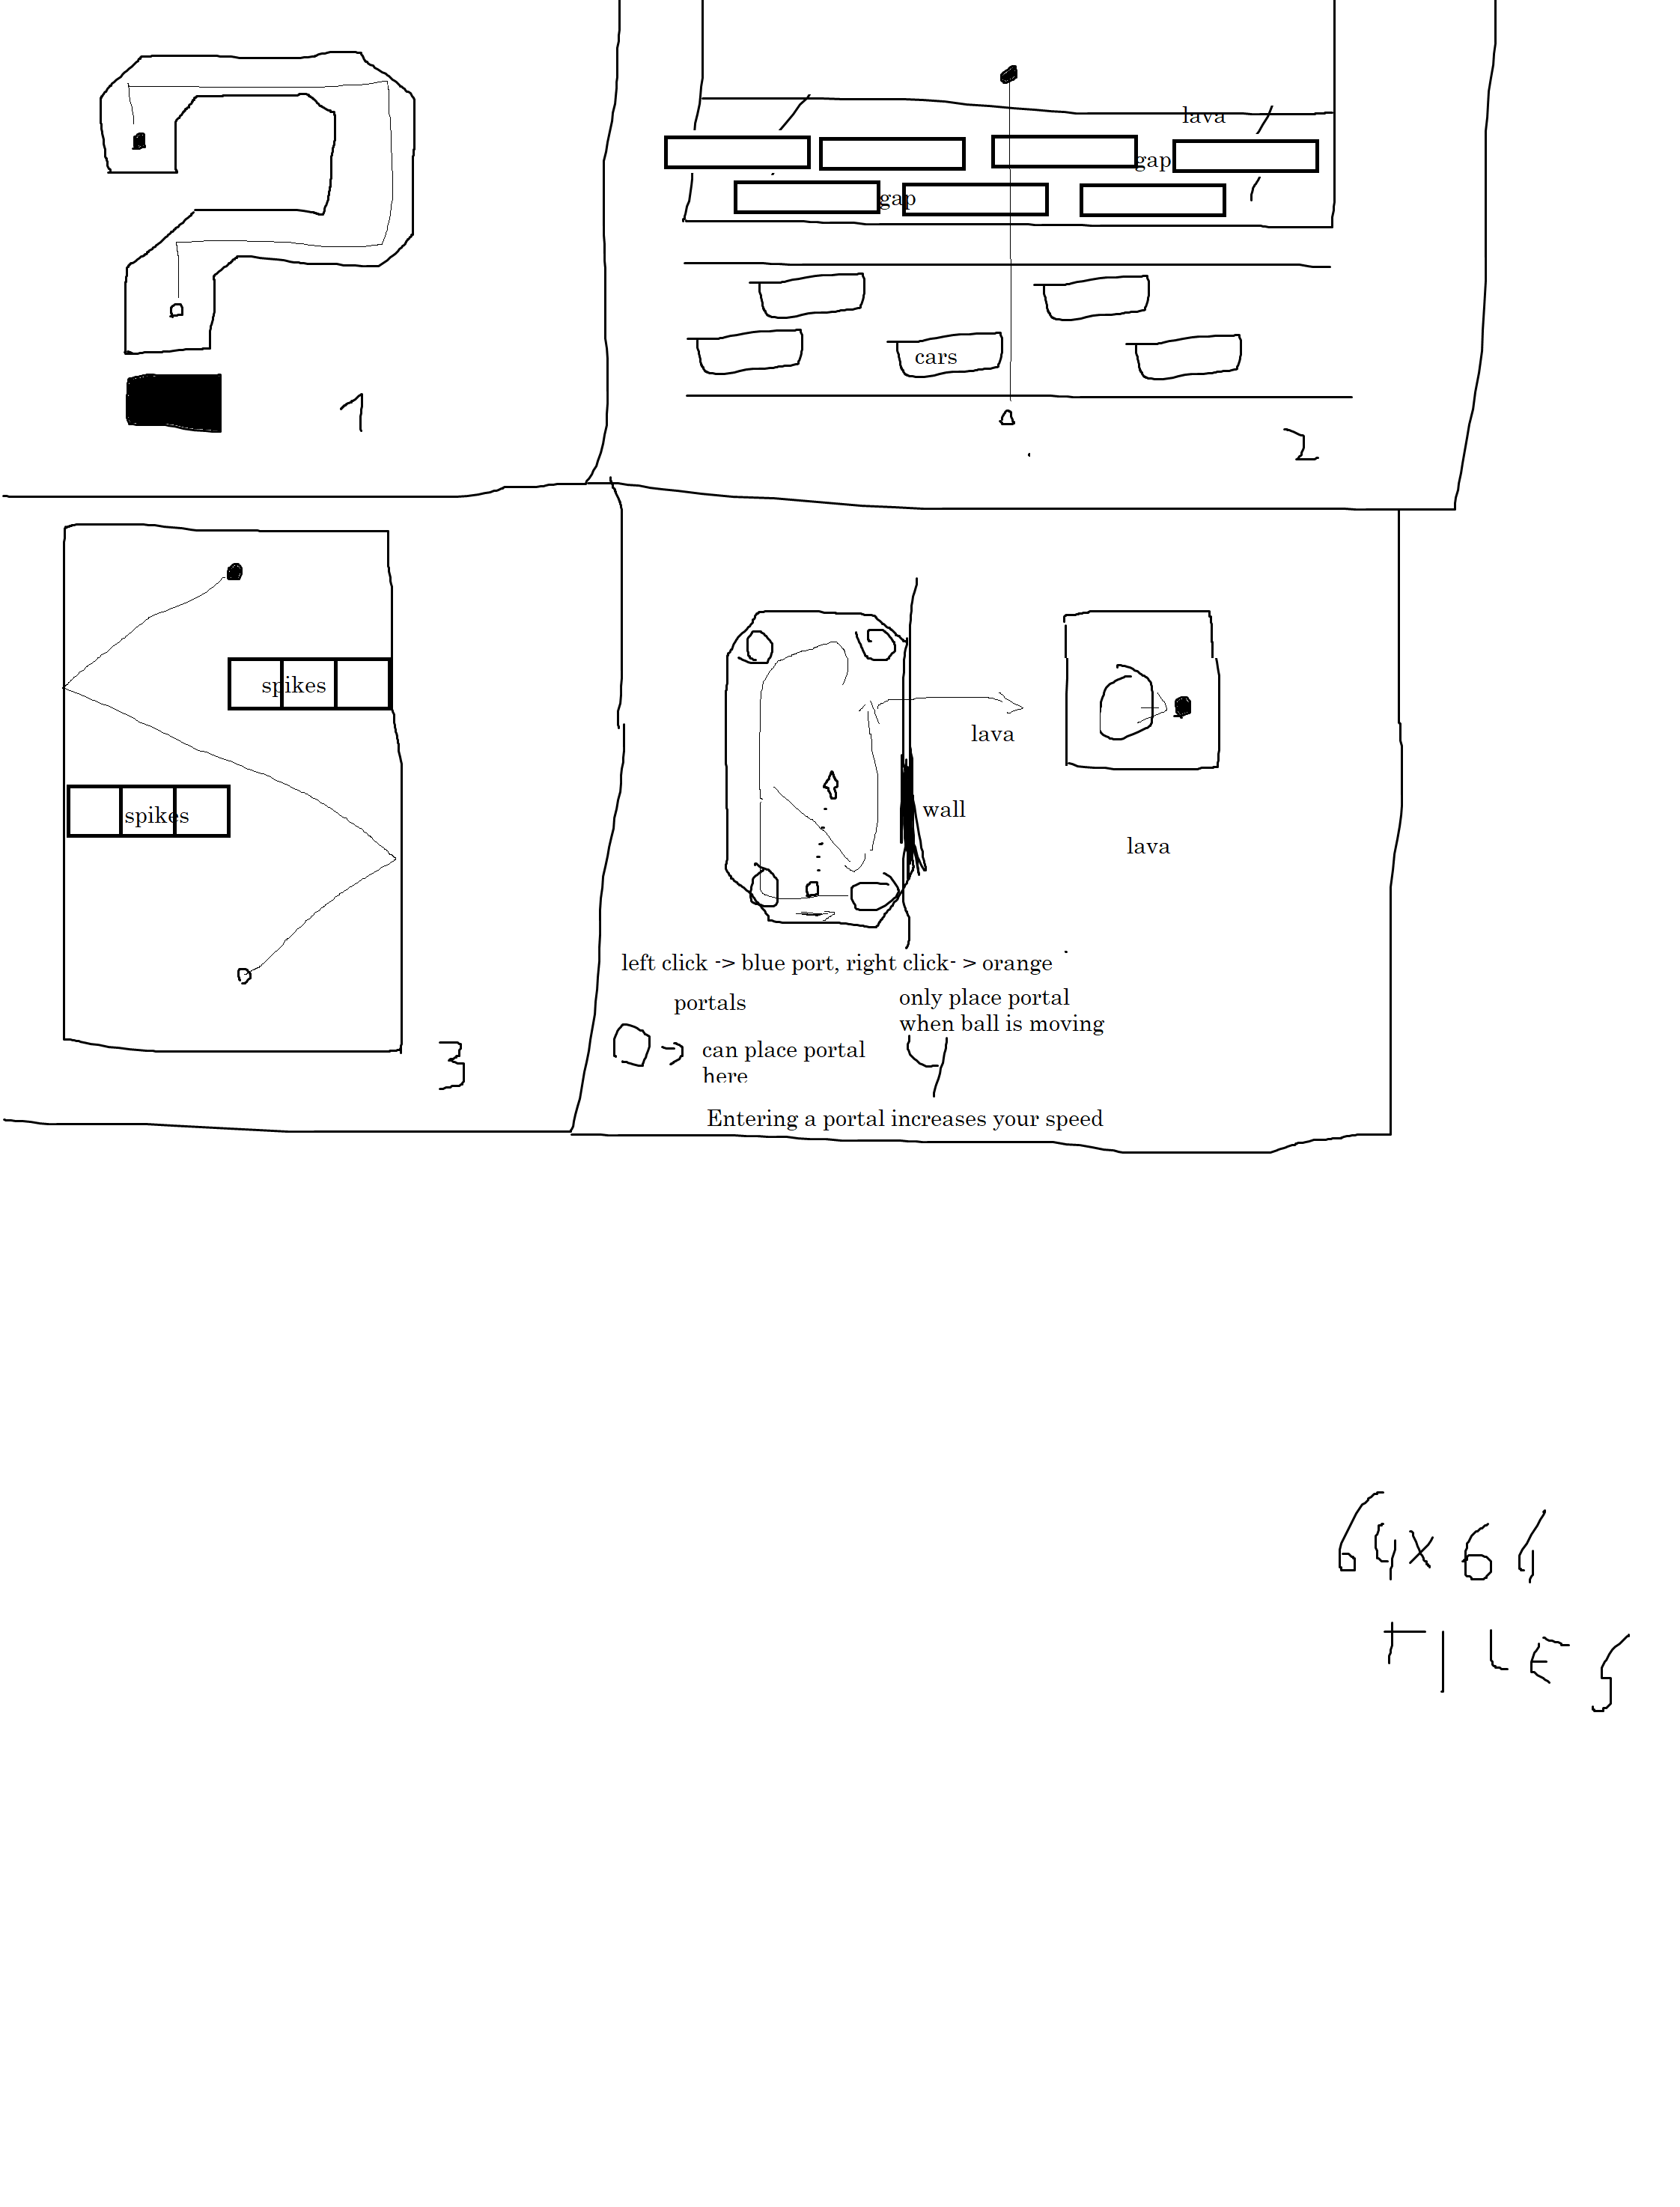 lava
gap
gap
cars
1
2
spikes
spikes
lava
wall
lava
left click -> blue port, right click- > orange
portals
only place portal
when ball is moving
can place portal
here
Entering a portal increases your speed
3
4
64x64
TILES